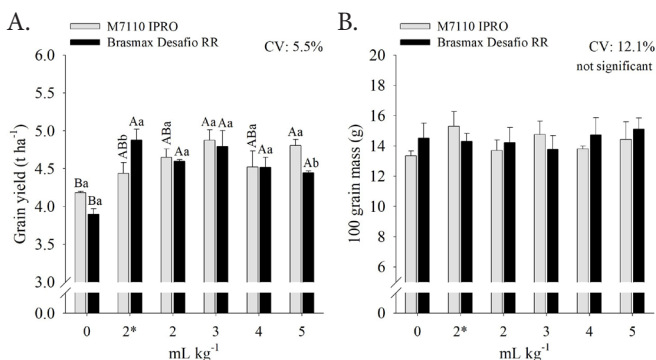 A.
M7110 IPRO
Brasmax Desafio RR
CV: 5.5%
Grain yield (t ha-1)
6.0
5.5
5.0
4.5
4.0
3.5
3.0
0.0
Ba Ba ABb Aa ABa Aa Aa Aa ABa Aa Aa Ab
0 2* 2 3 4 5
mL kg-1
B.
M7110 IPRO
Brasmax Desafio RR
CV: 12.1%
not significant
100 grain mass (g)
20
18
16
14
12
10
8
6
0.0
0 2* 2 3 4 5
mL kg-1